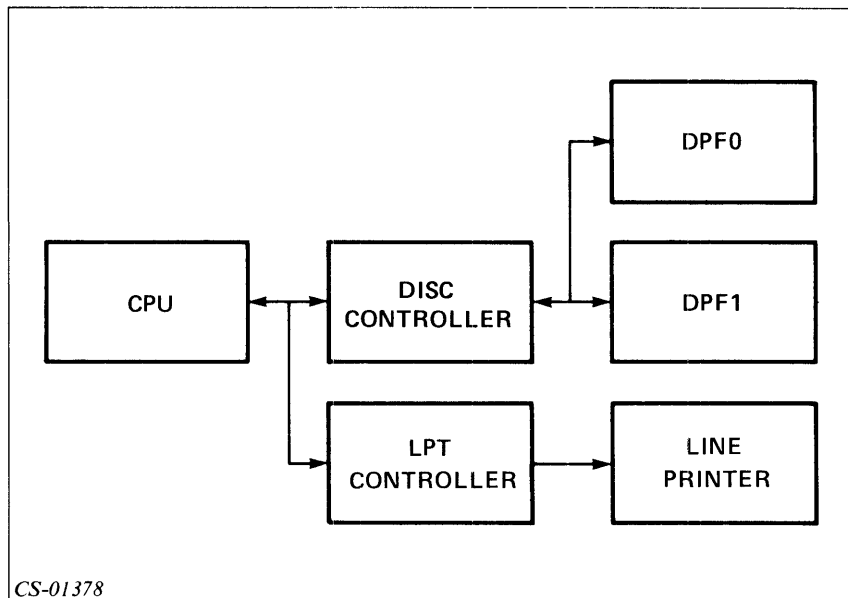 DPF0
CPU
DISC
CONTROLLER
DPF1
LPT
CONTROLLER
LINE
PRINTER
CS-01378